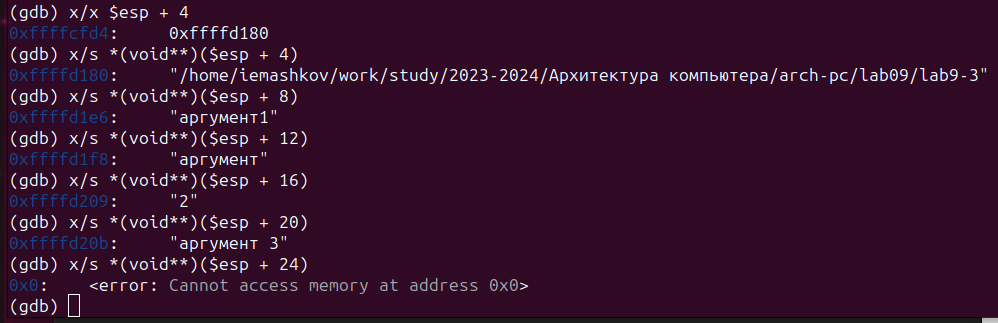 (gdb) x/x $esp + 4
0xffffcfd4:     0xffffd180
(gdb) x/s *(void**)($esp + 4)
0xffffd180:     "/home/iemashkov/work/study/2023-2024/Архитектура компьютера/arch-pc/lab09/lab9-3"
(gdb) x/s *(void**)($esp + 8)
0xffffd1e6:     "аргумент1"
(gdb) x/s *(void**)($esp + 12)
0xffffd1f8:     "аргумент"
(gdb) x/s *(void**)($esp + 16)
0xffffd209:     "2"
(gdb) x/s *(void**)($esp + 20)
0xffffd20b:     "аргумент 3"
(gdb) x/s *(void**)($esp + 24)
0x0:    <error: Cannot access memory at address 0x0>
(gdb)